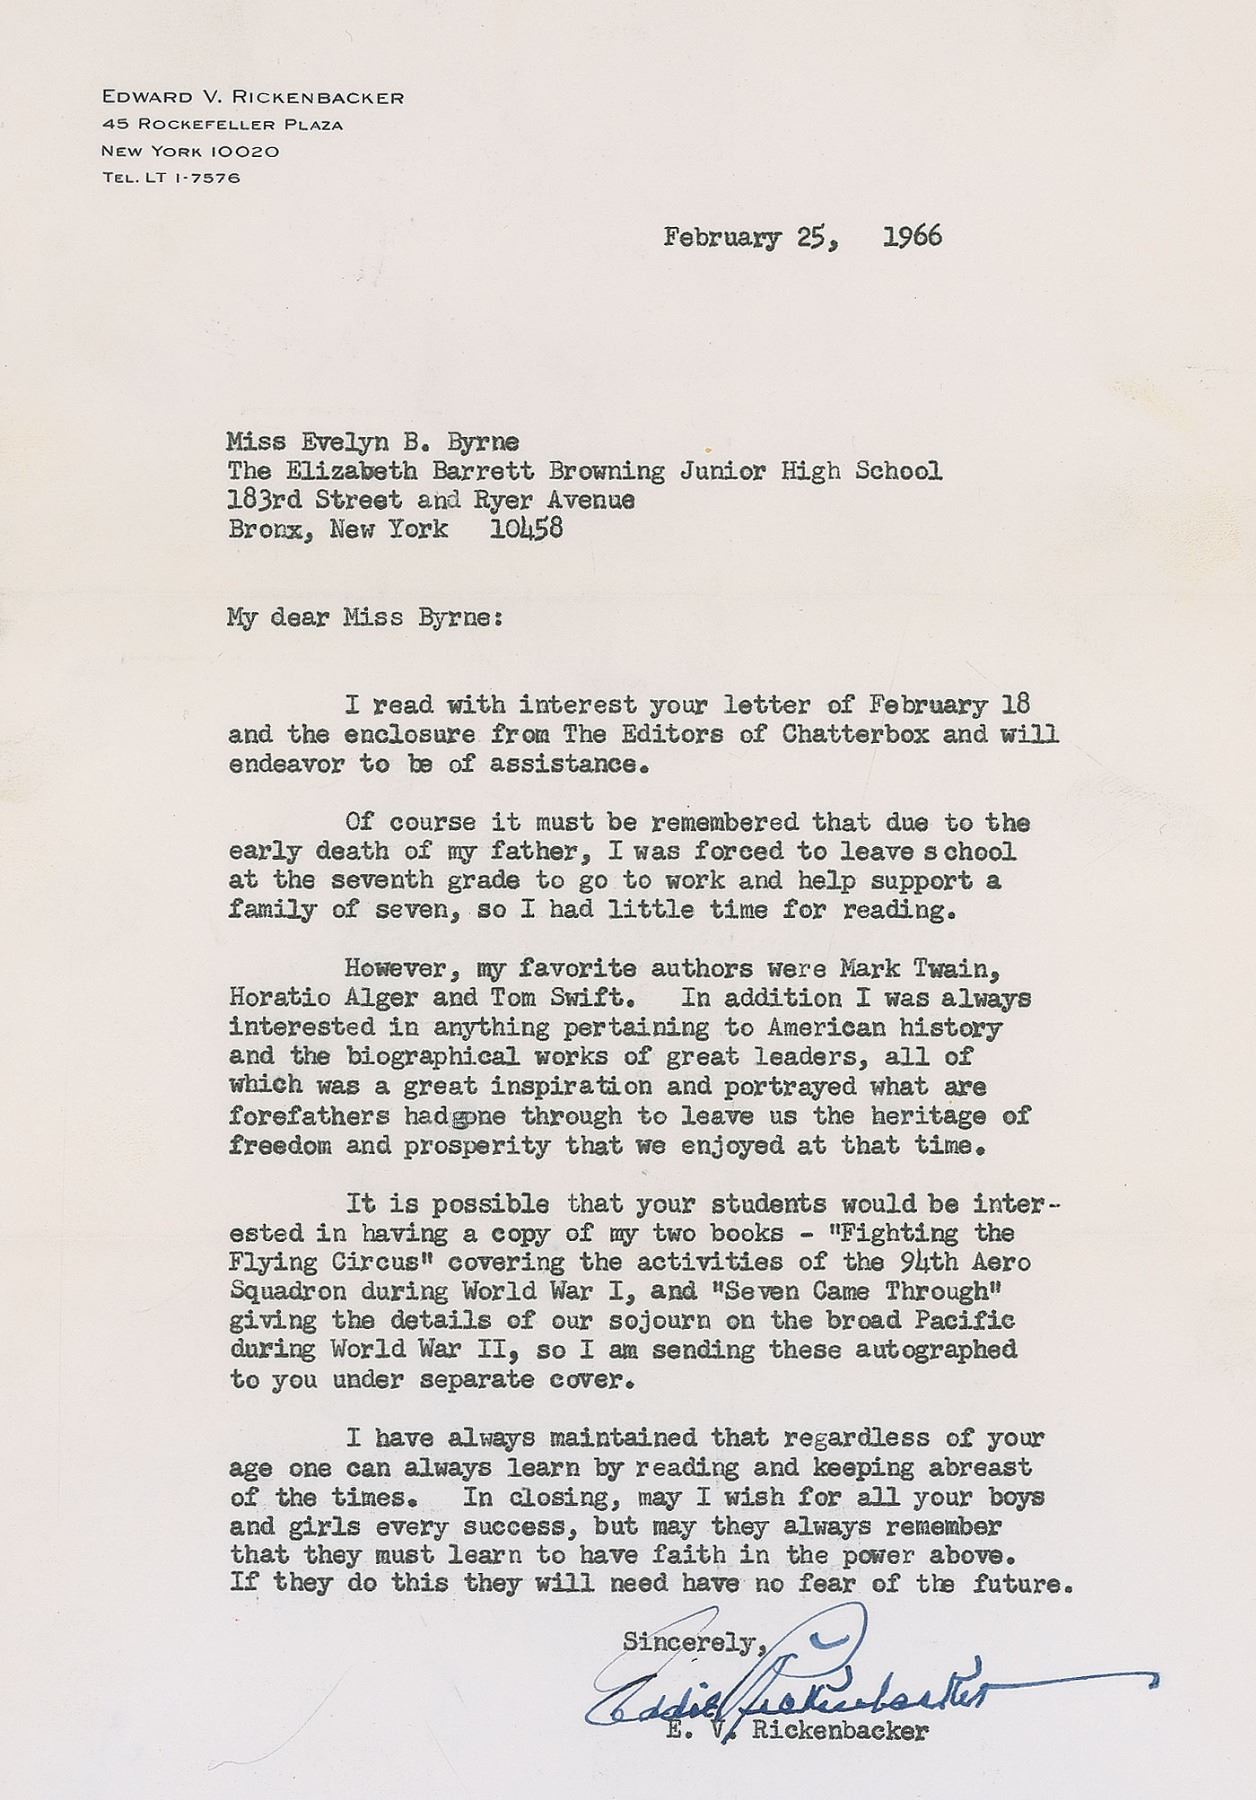 EDWARD V. RICKENBACKER
45 ROCKEFELLER PLAZA
NEW YORK 10020
TEL. LT 1-7576
February 25, 1966
Miss Evelyn B. Byrne
The Elizabeth Barrett Browning Junior High School
183rd Street and Ryer Avenue
Bronx, New York 10458
My dear Miss Byrne:
I read with interest your letter of February 18
and the enclosure from The Editors of Chatterbox and will
endeavor to be of assistance.
Of course it must be remembered that due to the
early death of my father, I was forced to leave school
at the seventh grade to go to work and help support a
family of seven, so I had little time for reading.
However, my favorite authors were Mark Twain,
Horatio Alger and Tom Swift. In addition I was always
interested in anything pertaining to American history
and the biographical works of great leaders, all of
which was a great inspiration and portrayed what are
forefathers had gone through to leave us the heritage of
freedom and prosperity that we enjoyed at that time.
It is possible that your students would be inter-
ested in having a copy of my two books - "Fighting the
Flying Circus" covering the activities of the 94th Aero
Squadron during World War I, and "Seven Came Through"
giving the details of our sojourn on the broad Pacific
during World War II, so I am sending these autographed
to you under separate cover.
I have always maintained that regardless of your
age one can always learn by reading and keeping abreast
of the times. In closing, may I wish for all your boys
and girls every success, but may they always remember
that they must learn to have faith in the power above.
If they do this they will need have no fear of the future.
Sincerely,
Eddie Rickenbacker
E. V. Rickenbacker